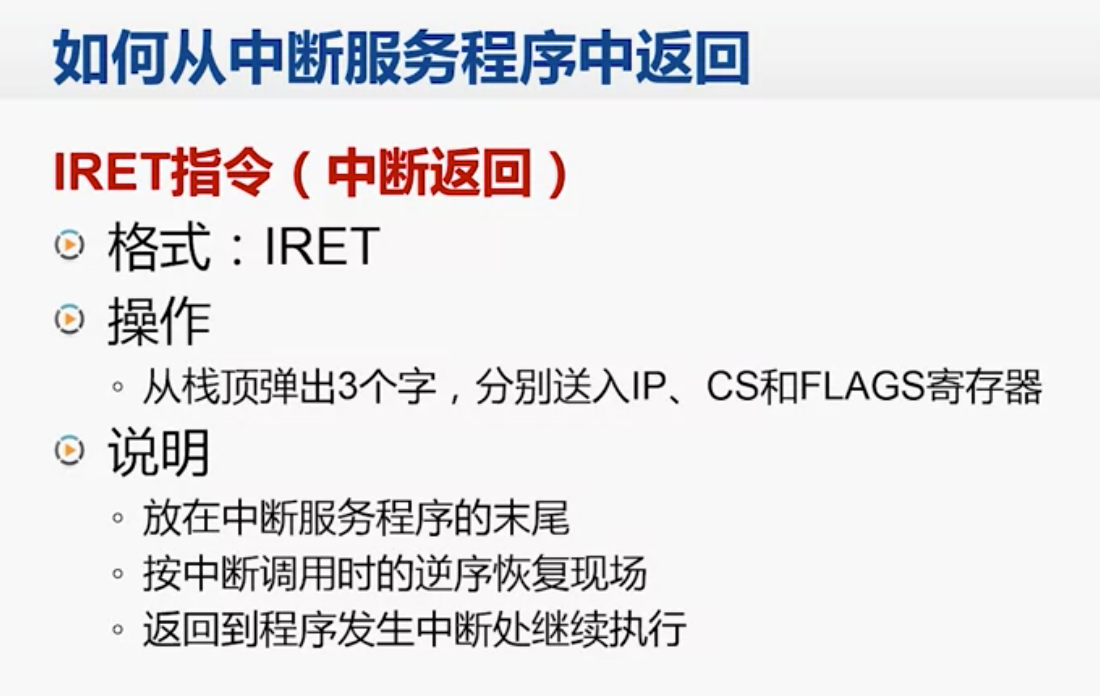 如何从中断服务程序中返回
IRET指令（中断返回）
格式：IRET
操作
从栈顶弹出3个字，分别送入IP、CS和FLAGS寄存器
说明
放在中断服务程序的末尾
按中断调用时的逆序恢复现场
返回到程序发生中断处继续执行